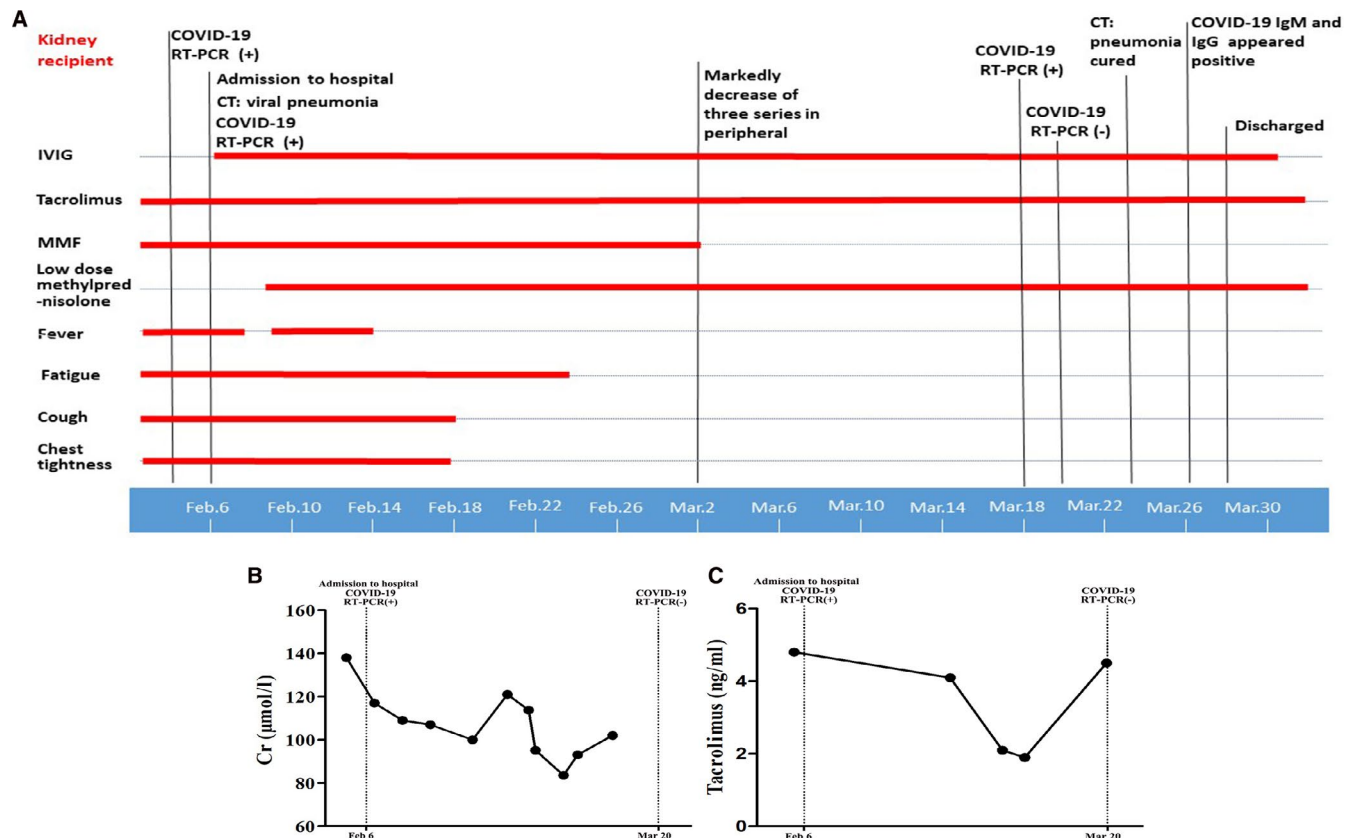 A
Kidney
recipient
COVID-19
RT-PCR (+)
Admission to hospital
CT: viral pneumonia
COVID-19
RT-PCR (+)
Markedly
decrease of
three series in
peripheral
COVID-19
RT-PCR (+)
COVID-19
RT-PCR (-)
CT:
pneumonia
cured
COVID-19 IgM and
IgG appeared
positive
Discharged
IVIG
Tacrolimus
MMF
Low dose
methylpred
-nisolone
Fever
Fatigue
Cough
Chest
tightness
Feb.6 Feb.10 Feb.14 Feb.18 Feb.22 Feb.26 Mar.2 Mar.6 Mar.10 Mar.14 Mar.18 Mar.22 Mar.26 Mar.30
B
Admission to hospital
COVID-19
RT-PCR(+)
COVID-19
RT-PCR(-)
Cr (μmol/l)
160
140
120
100
80
60
Feb 6
Mar 20
C
Admission to hospital
COVID-19
RT-PCR(+)
COVID-19
RT-PCR(-)
Tacrolimus (ng/ml)
6
4
2
0
Feb 6
Mar 20